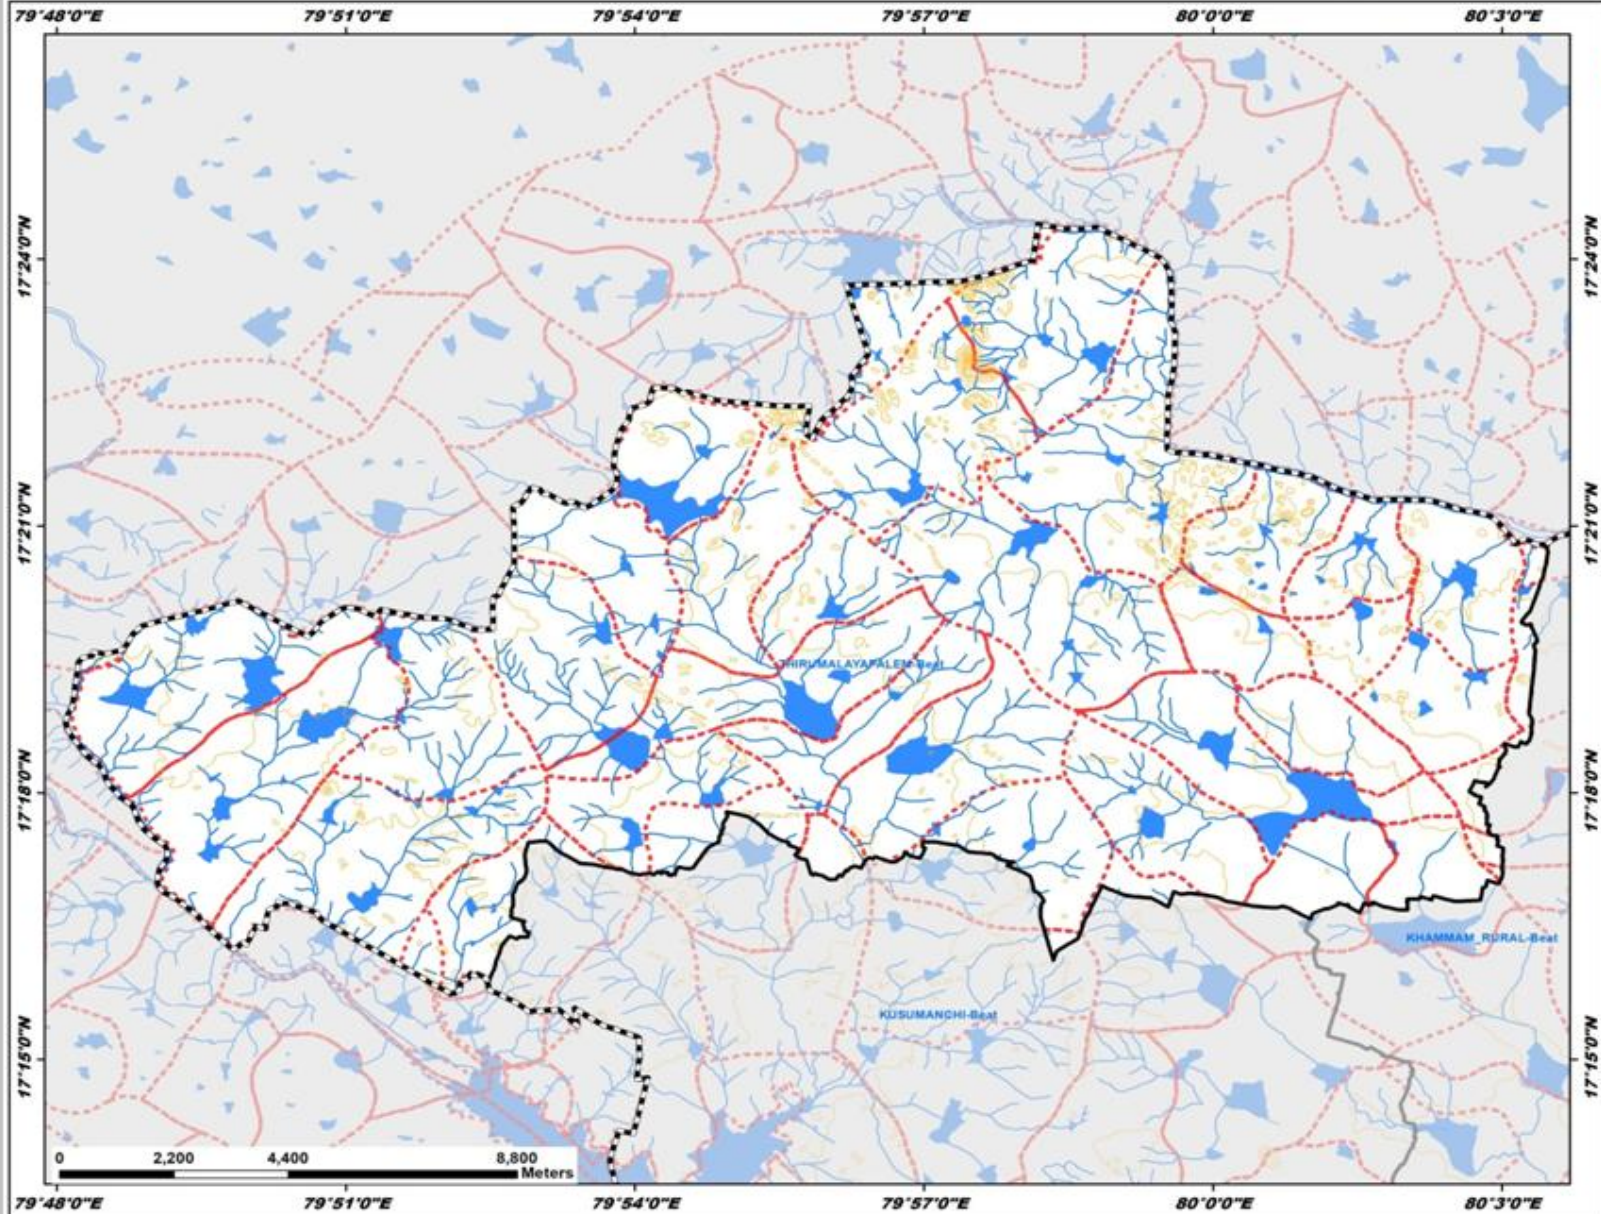 79°48'0"E 79°51'0"E 79°54'0"E 79°57'0"E 80°0'0"E 80°3'0"E
17°24'0"N 17°24'0"N
17°21'0"N 17°21'0"N
THIRUMALAYAPALEM-Beat
17°18'0"N 17°18'0"N
KHAMMAM_RURAL-Beat
KUSUMANCHI-Beat
17°15'0"N 17°15'0"N
0 2,200 4,400 8,800
Meters
79°48'0"E 79°51'0"E 79°54'0"E 79°57'0"E 80°0'0"E 80°3'0"E